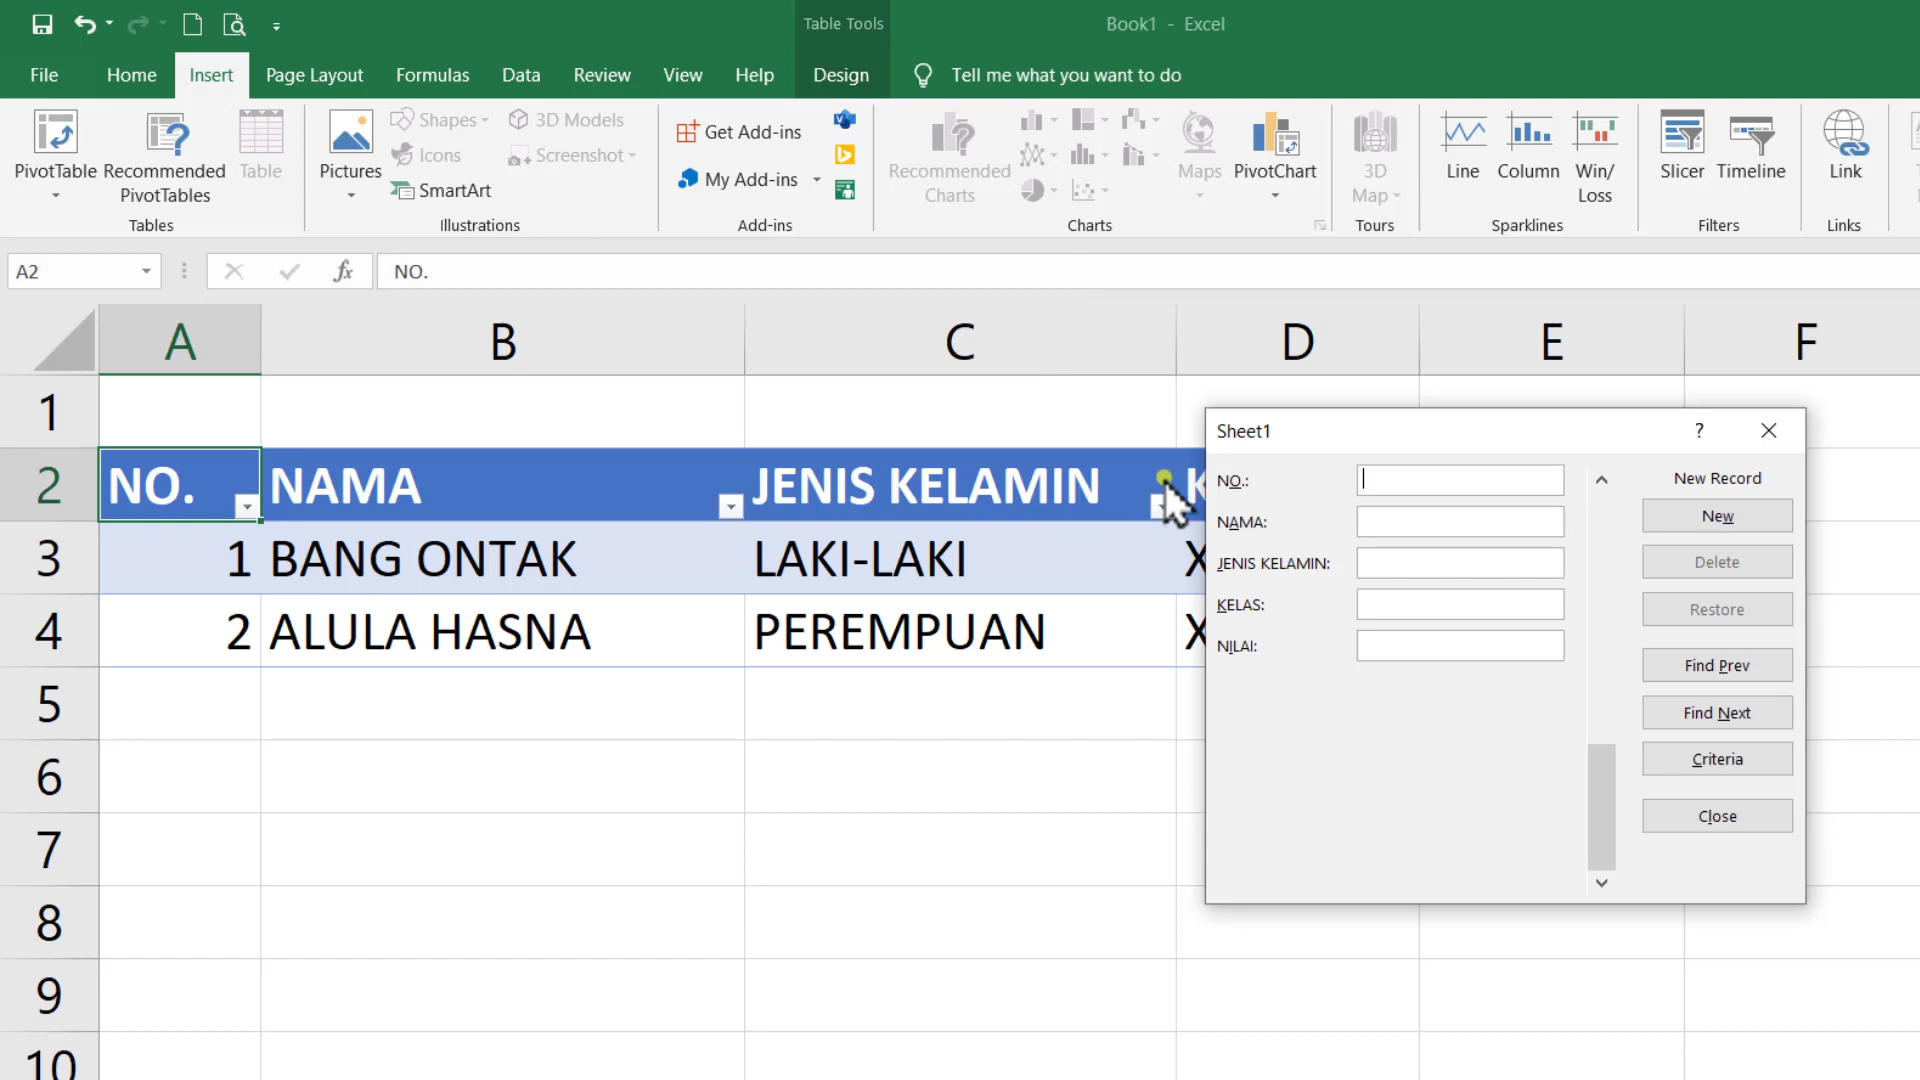 Table Tools
Book1 - Excel
File Home Insert Page Layout Formulas Data Review View Help Design Tell me what you want to do
PivotTable
Recommended PivotTables
Table
Tables
Pictures
Shapes
Icons
3D Models
Screenshot
SmartArt
Illustrations
Get Add-ins
My Add-ins
Add-ins
Recommended Charts
Maps
PivotChart
Charts
3D Map
Tours
Line
Column
Win/Loss
Sparklines
Slicer
Timeline
Filters
Link
Links
A2
fx
NO.
A B C D E F
1
2 NO. NAMA JENIS KELAMIN K
3 1 BANG ONTAK LAKI-LAKI X
4 2 ALULA HASNA PEREMPUAN X
5
6
7
8
9
10
Sheet1 ?
NO.:
NAMA:
JENIS KELAMIN:
KELAS:
NILAI:
New Record
New
Delete
Restore
Find Prev
Find Next
Criteria
Close